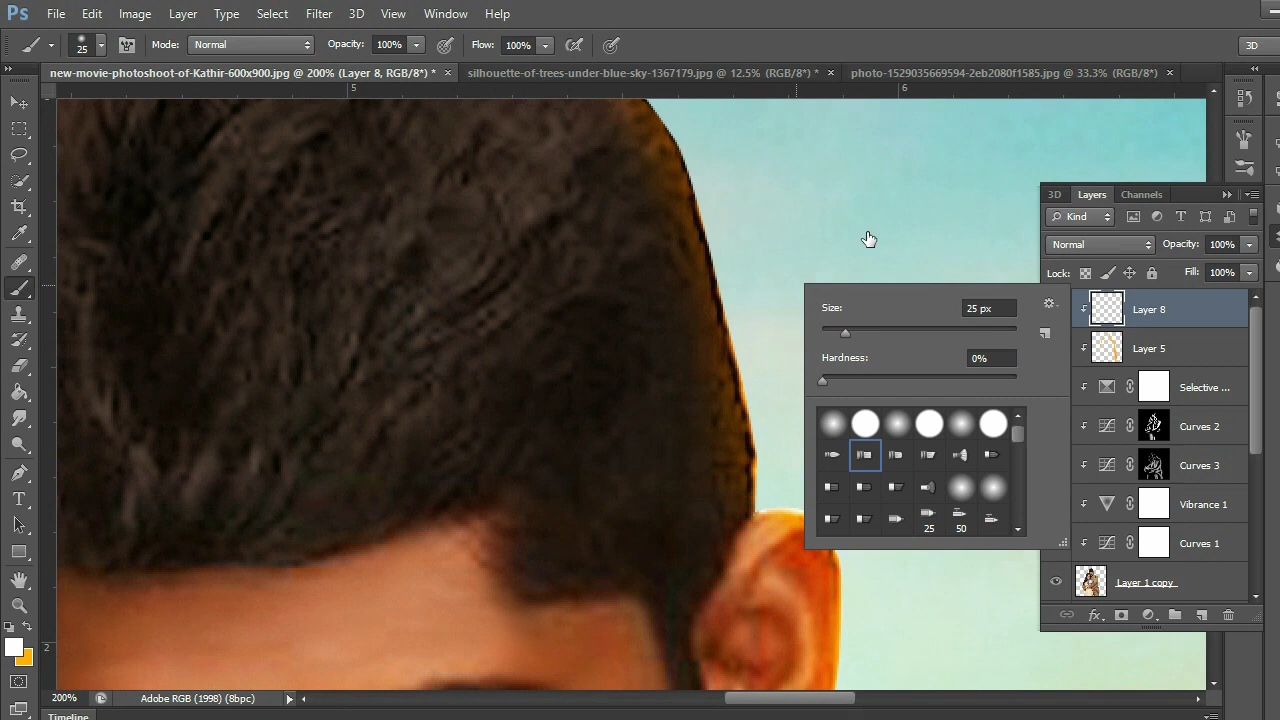 Ps File Edit Image Layer Type Select Filter 3D View Window Help
25 Mode: Normal Opacity: 100% Flow: 100% 3D
new-movie-photoshoot-of-Kathir-600x900.jpg @ 200% (Layer 8, RGB/8*) * × silhouette-of-trees-under-blue-sky-1367179.jpg @ 12.5% (RGB/8*) * × photo-1529035669594-2eb2080f1585.jpg @ 33.3% (RGB/8*) ×
5 6
3D Layers Channels
Kind
Normal Opacity: 100%
Lock: Fill: 100%
Size: 25 px
Hardness: 0%
25 50
Layer 8
Layer 5
Selective ...
Curves 2
Curves 3
Vibrance 1
Curves 1
Layer 1 copy
2
200% Adobe RGB (1998) (8bpc)
Timeline